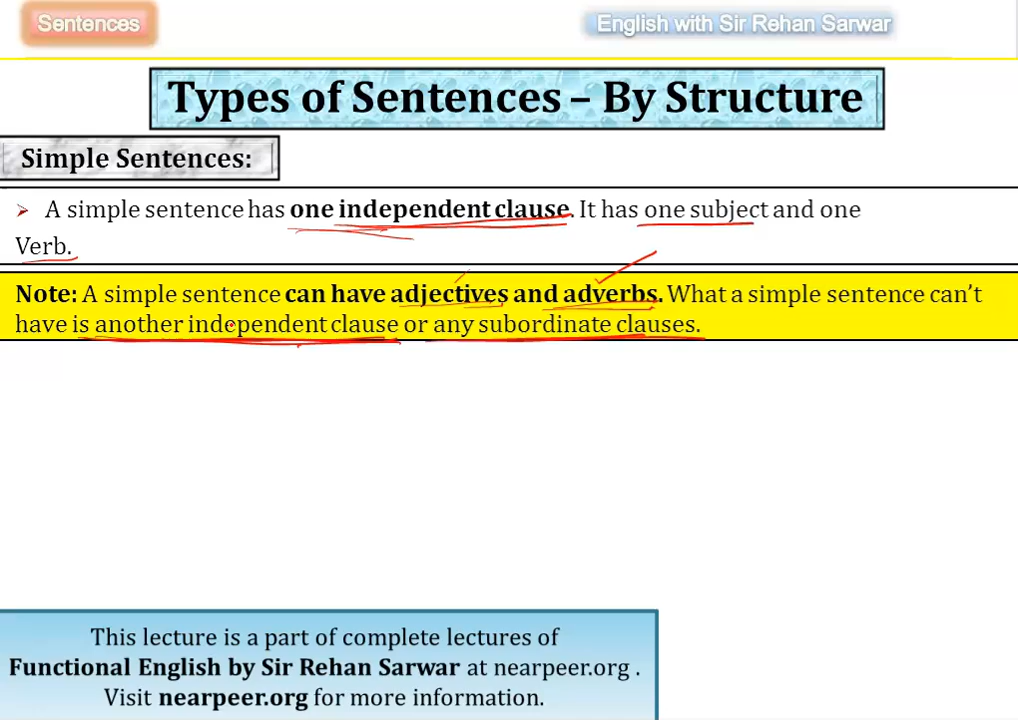 Sentences
English with Sir Rehan Sarwar
Types of Sentences – By Structure
Simple Sentences:
➢ A simple sentence has one independent clause. It has one subject and one
Verb.
Note: A simple sentence can have adjectives and adverbs. What a simple sentence can’t
have is another independent clause or any subordinate clauses.
This lecture is a part of complete lectures of
Functional English by Sir Rehan Sarwar at nearpeer.org .
Visit nearpeer.org for more information.